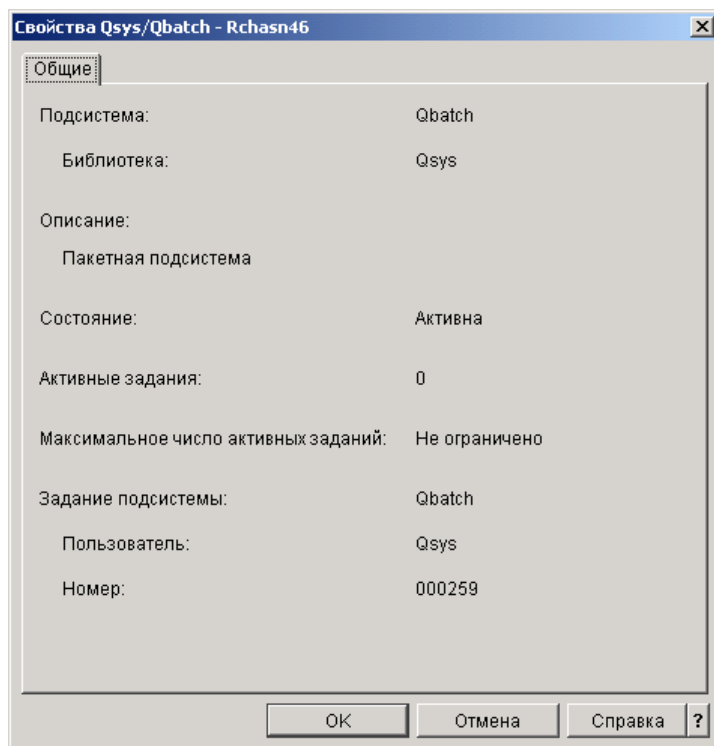 Свойства Qsys/Qbatch - Rchasn46
Общие
Подсистема: Qbatch
Библиотека: Qsys
Описание:
Пакетная подсистема
Состояние: Активна
Активные задания: 0
Максимальное число активных заданий: Не ограничено
Задание подсистемы: Qbatch
Пользователь: Qsys
Номер: 000259
OK Отмена Справка ?